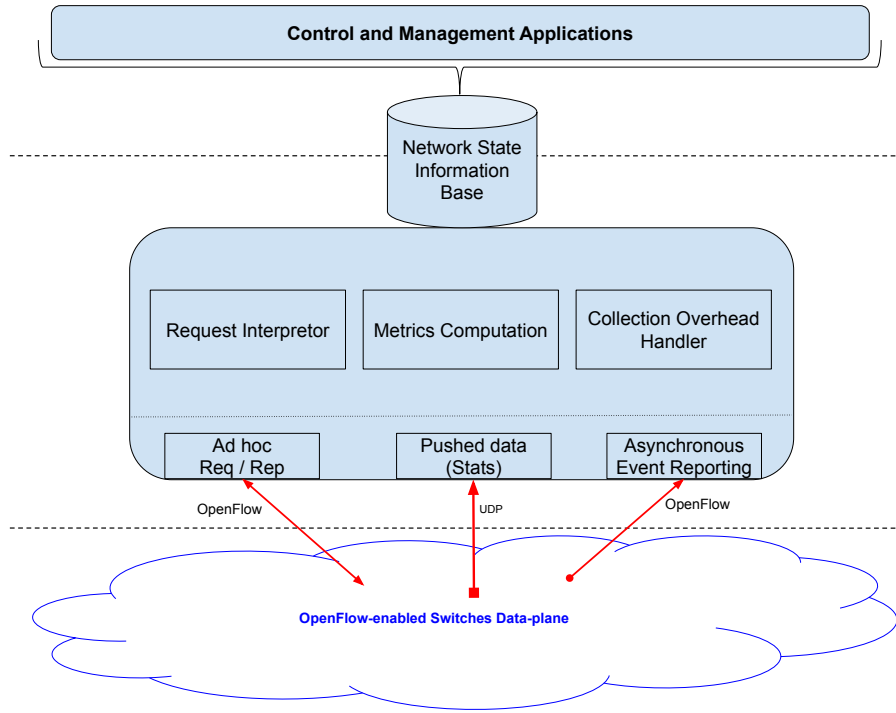 Control and Management Applications
Network State
Information
Base
Request Interpretor
Metrics Computation
Collection Overhead
Handler
Ad hoc
Req / Rep
Pushed data
(Stats)
Asynchronous
Event Reporting
OpenFlow
UDP
OpenFlow
OpenFlow-enabled Switches Data-plane